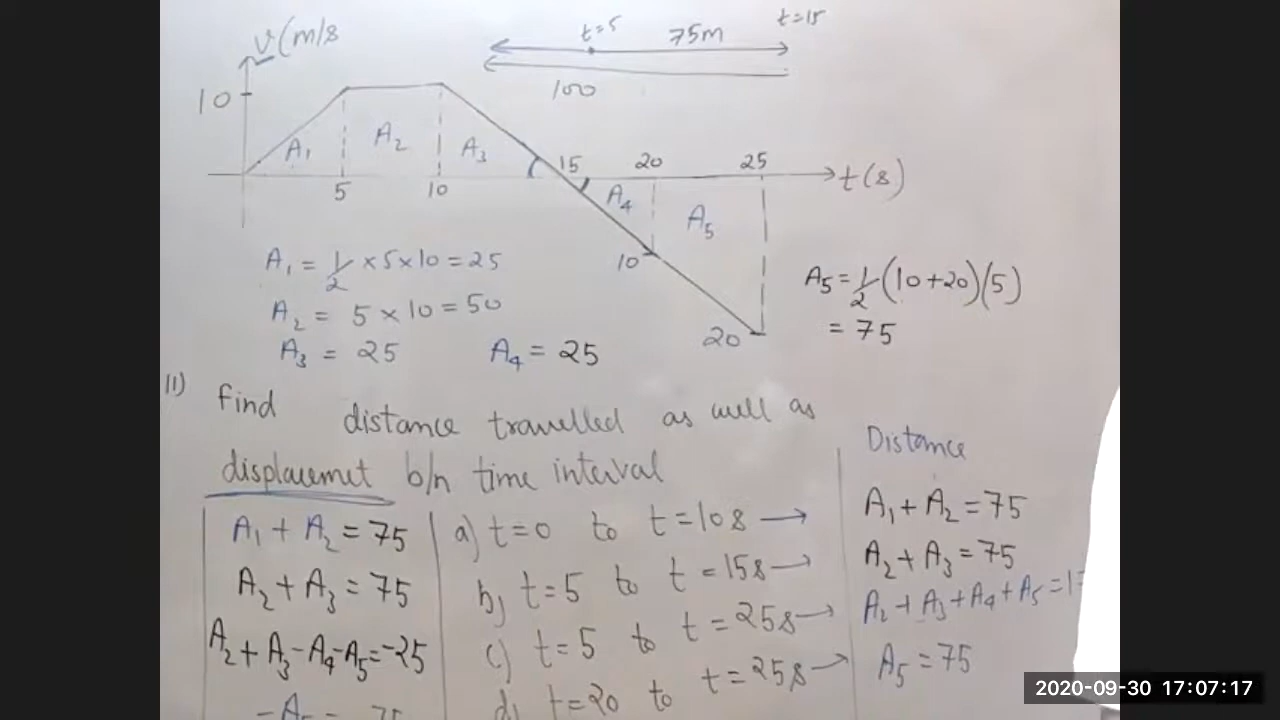 v (m/s
t=5
75m
t=15
100
10
A₁
A₂
A₃
15
20
25
t(s)
5
10
A₄
A₅
10
20
A₁ = 1/2 × 5 × 10 = 25
A₂ = 5 × 10 = 50
A₃ = 25
A₄ = 25
A₅ = 1/2 (10+20)(5)
= 75
11) find distance travelled as well as
displacemet b/n time interval
Distance
A₁ + A₂ = 75
a) t=0 to t=10s →
A₁ + A₂ = 75
A₂ + A₃ = 75
b) t=5 to t=15s →
A₂ + A₃ = 75
A₂ + A₃ - A₄ - A₅ = -25
c) t=5 to t=25s →
A₂ + A₃ + A₄ + A₅ = 1
d) t=20 to t=25s →
A₅ = 75
2020-09-30 17:07:17